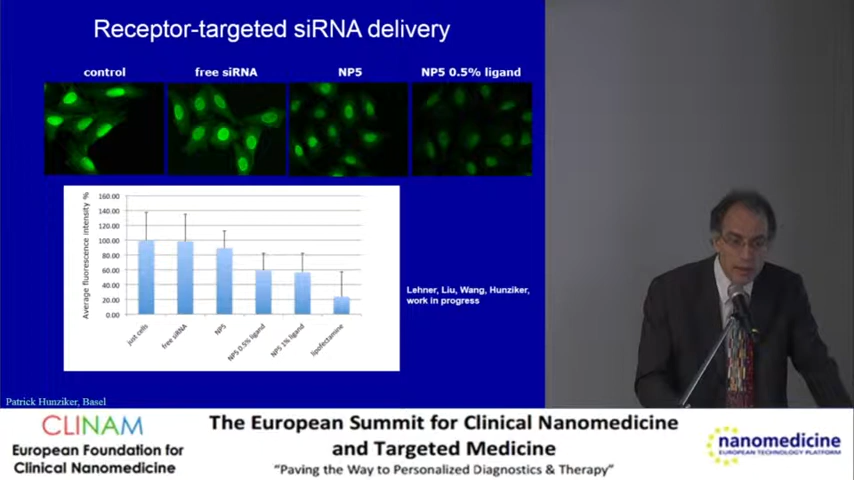 Receptor-targeted siRNA delivery
control
free siRNA
NP5
NP5 0.5% ligand
Average fluorescence intensity %
160.00
140.00
120.00
100.00
80.00
60.00
40.00
20.00
0.00
just cells
free siRNA
NP5
NP5 0.5% ligand
NP5 1% ligand
lipofectamine
Lehner, Liu, Wang, Hunziker,
work in progress
Patrick Hunziker, Basel
CLINAM
European Foundation for
Clinical Nanomedicine
The European Summit for Clinical Nanomedicine
and Targeted Medicine
"Paving the Way to Personalized Diagnostics & Therapy"
nanomedicine
EUROPEAN TECHNOLOGY PLATFORM